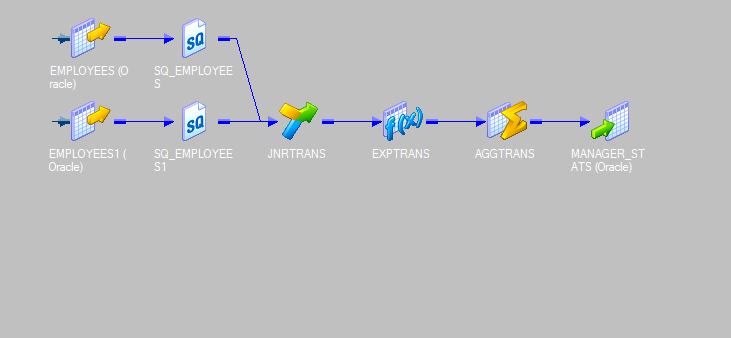 SQ
EMPLOYEES (O
racle)
SQ_EMPLOYEE
S
SQ
f(x)
EMPLOYEES1 (
Oracle)
SQ_EMPLOYEE
S1
JNRTRANS
EXPTRANS
AGGTRANS
MANAGER_ST
ATS (Oracle)